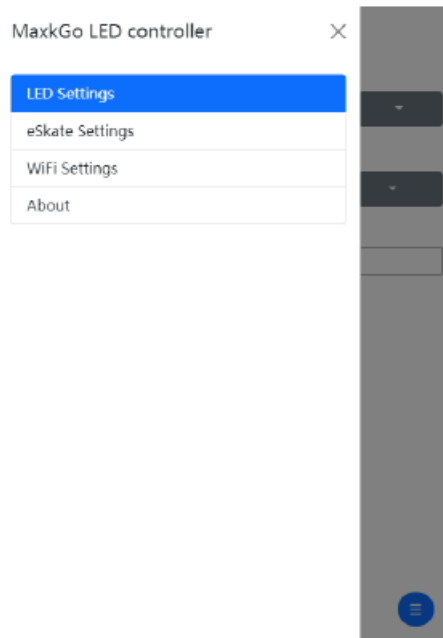 MaxkGo LED controller
LED Settings
eSkate Settings
WiFi Settings
About